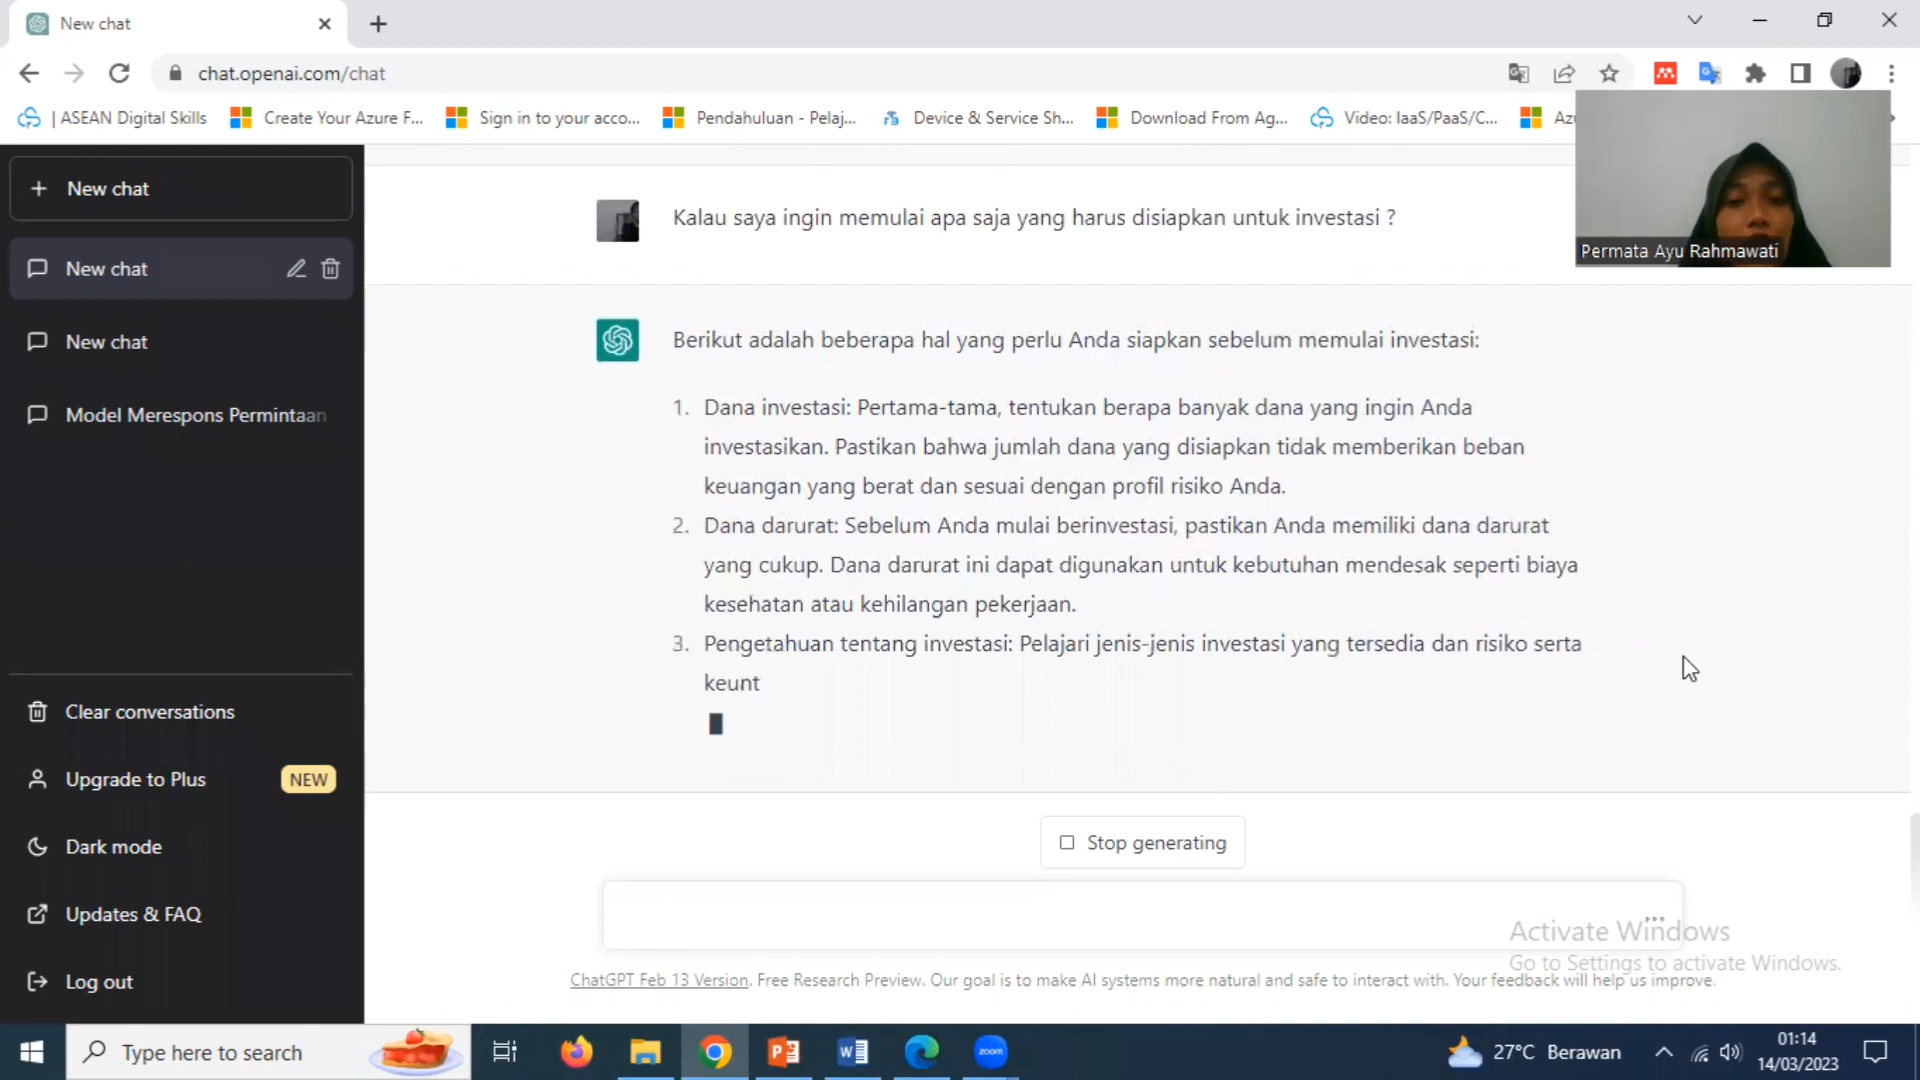 New chat
chat.openai.com/chat
| ASEAN Digital Skills
Create Your Azure F...
Sign in to your acco...
Pendahuluan - Pelaj...
Device & Service Sh...
Download From Ag...
Video: IaaS/PaaS/C...
New chat
New chat
New chat
Model Merespons Permintaan
Clear conversations
Upgrade to Plus NEW
Dark mode
Updates & FAQ
Log out
Kalau saya ingin memulai apa saja yang harus disiapkan untuk investasi ?
Permata Ayu Rahmawati
Berikut adalah beberapa hal yang perlu Anda siapkan sebelum memulai investasi:
1. Dana investasi: Pertama-tama, tentukan berapa banyak dana yang ingin Anda
investasikan. Pastikan bahwa jumlah dana yang disiapkan tidak memberikan beban
keuangan yang berat dan sesuai dengan profil risiko Anda.
2. Dana darurat: Sebelum Anda mulai berinvestasi, pastikan Anda memiliki dana darurat
yang cukup. Dana darurat ini dapat digunakan untuk kebutuhan mendesak seperti biaya
kesehatan atau kehilangan pekerjaan.
3. Pengetahuan tentang investasi: Pelajari jenis-jenis investasi yang tersedia dan risiko serta
keunt
Stop generating
Activate Windows
Go to Settings to activate Windows.
ChatGPT Feb 13 Version. Free Research Preview. Our goal is to make AI systems more natural and safe to interact with. Your feedback will help us improve.
Type here to search
zoom
27°C Berawan
01:14
14/03/2023